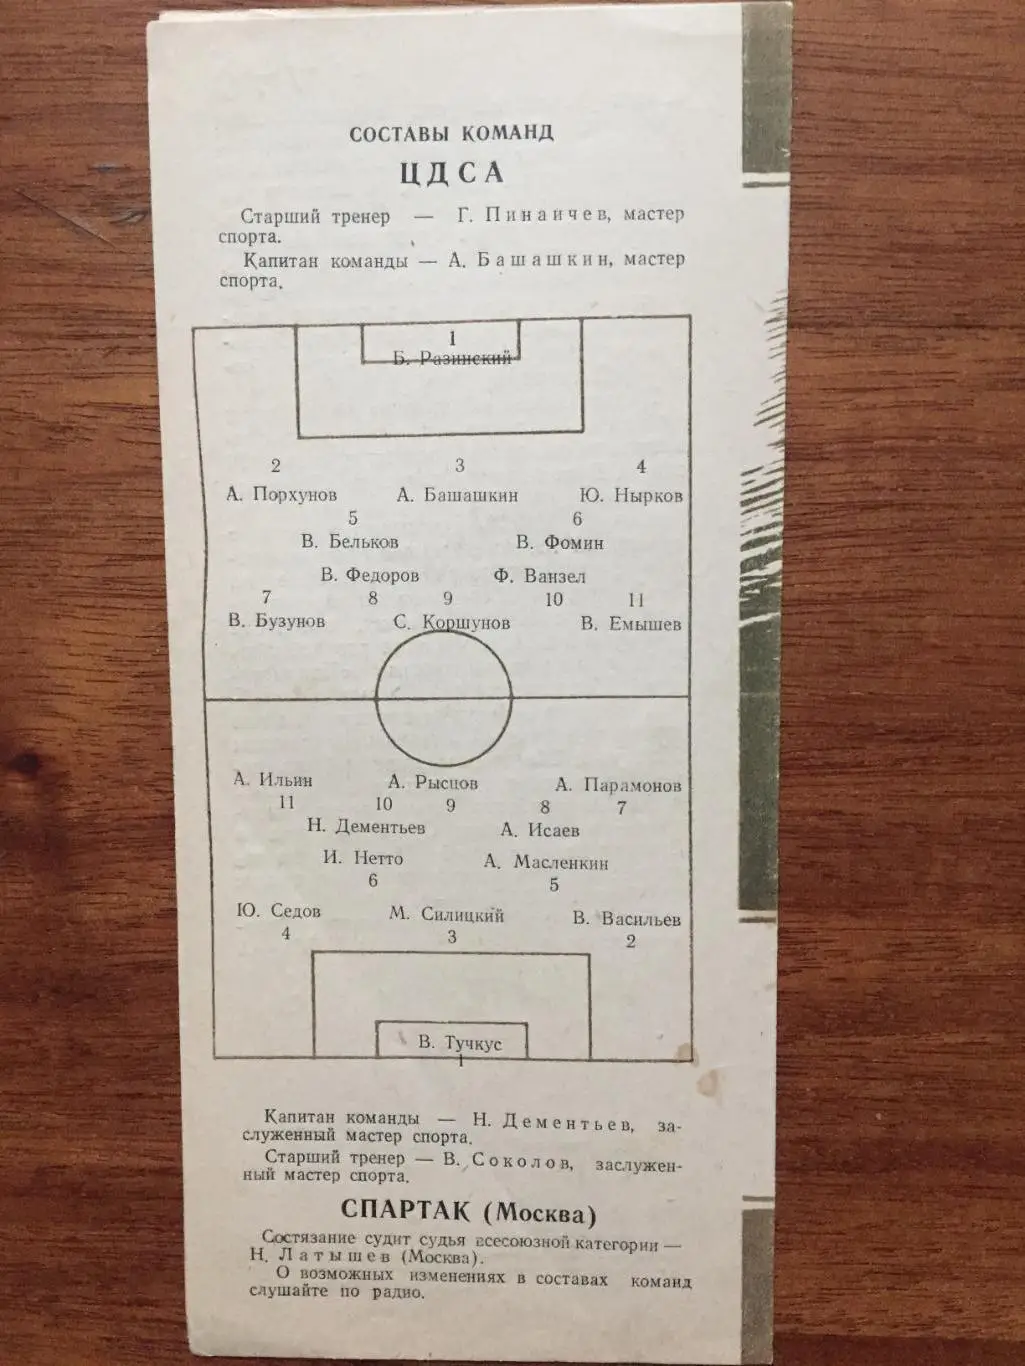 СОСТАВЫ КОМАНД
ЦДСА
Старший тренер — Г. Пинаичев, мастер
спорта.
Капитан команды — А. Башашкин, мастер
спорта.
1
Б. Разинский
2 3 4
А. Порхунов А. Башашкин Ю. Нырков
5 6
В. Бельков В. Фомин
В. Федоров Ф. Ванзел
7 8 9 10 11
В. Бузунов С. Коршунов В. Емышев
А. Ильин А. Рысцов А. Парамонов
11 10 9 8 7
Н. Дементьев А. Исаев
И. Нетто А. Масленкин
6 5
Ю. Седов М. Силицкий В. Васильев
4 3 2
В. Тучкус
1
Капитан команды — Н. Дементьев, за-
служенный мастер спорта.
Старший тренер — В. Соколов, заслужен-
ный мастер спорта.
СПАРТАК (Москва)
Состязание судит судья всесоюзной категории —
Н. Латышев (Москва).
О возможных изменениях в составах команд
слушайте по радио.